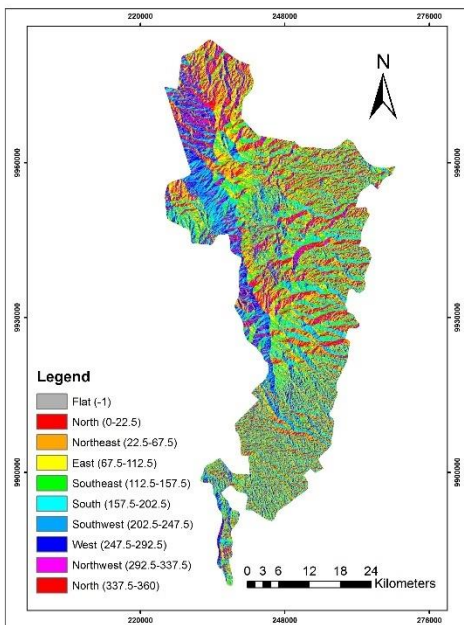 220000 248000 276000
N
9960000 9960000
9930000 9930000
Legend
Flat (-1)
North (0-22.5)
Northeast (22.5-67.5)
East (67.5-112.5)
Southeast (112.5-157.5)
South (157.5-202.5)
Southwest (202.5-247.5)
West (247.5-292.5)
Northwest (292.5-337.5)
North (337.5-360)
9900000 9900000
0 3 6 12 18 24
Kilometers
220000 248000 276000